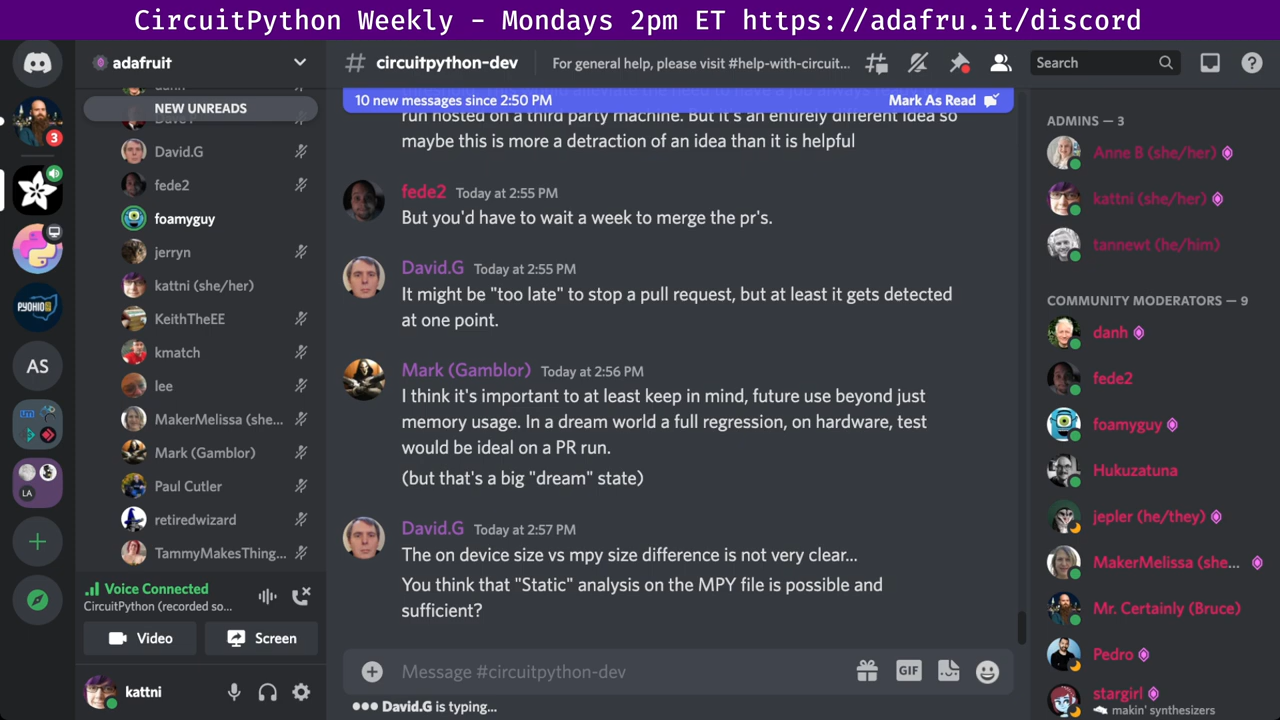 CircuitPython Weekly - Mondays 2pm ET https://adafru.it/discord
adafruit
NEW UNREADS
David.G
fede2
foamyguy
jerryn
kattni (she/her)
KeithTheEE
kmatch
lee
MakerMelissa (she...
Mark (Gamblor)
Paul Cutler
retiredwizard
TammyMakesThing...
Voice Connected
CircuitPython (recorded so...
Video
Screen
kattni
3
PYOHIO
AS
LA
# circuitpython-dev
For general help, please visit #help-with-circuit...
Search
10 new messages since 2:50 PM
Mark As Read
run hosted on a third party machine. But it's an entirely different idea so
maybe this is more a detraction of an idea than it is helpful
fede2 Today at 2:55 PM
But you'd have to wait a week to merge the pr's.
David.G Today at 2:55 PM
It might be "too late" to stop a pull request, but at least it gets detected
at one point.
Mark (Gamblor) Today at 2:56 PM
I think it's important to at least keep in mind, future use beyond just
memory usage. In a dream world a full regression, on hardware, test
would be ideal on a PR run.
(but that's a big "dream" state)
David.G Today at 2:57 PM
The on device size vs mpy size difference is not very clear...
You think that "Static" analysis on the MPY file is possible and
sufficient?
Message #circuitpython-dev
GIF
David.G is typing...
ADMINS — 3
Anne B (she/her)
kattni (she/her)
tannewt (he/him)
COMMUNITY MODERATORS — 9
danh
fede2
foamyguy
Hukuzatuna
jepler (he/they)
MakerMelissa (she...
Mr. Certainly (Bruce)
Pedro
stargirl
makin' synthesizers